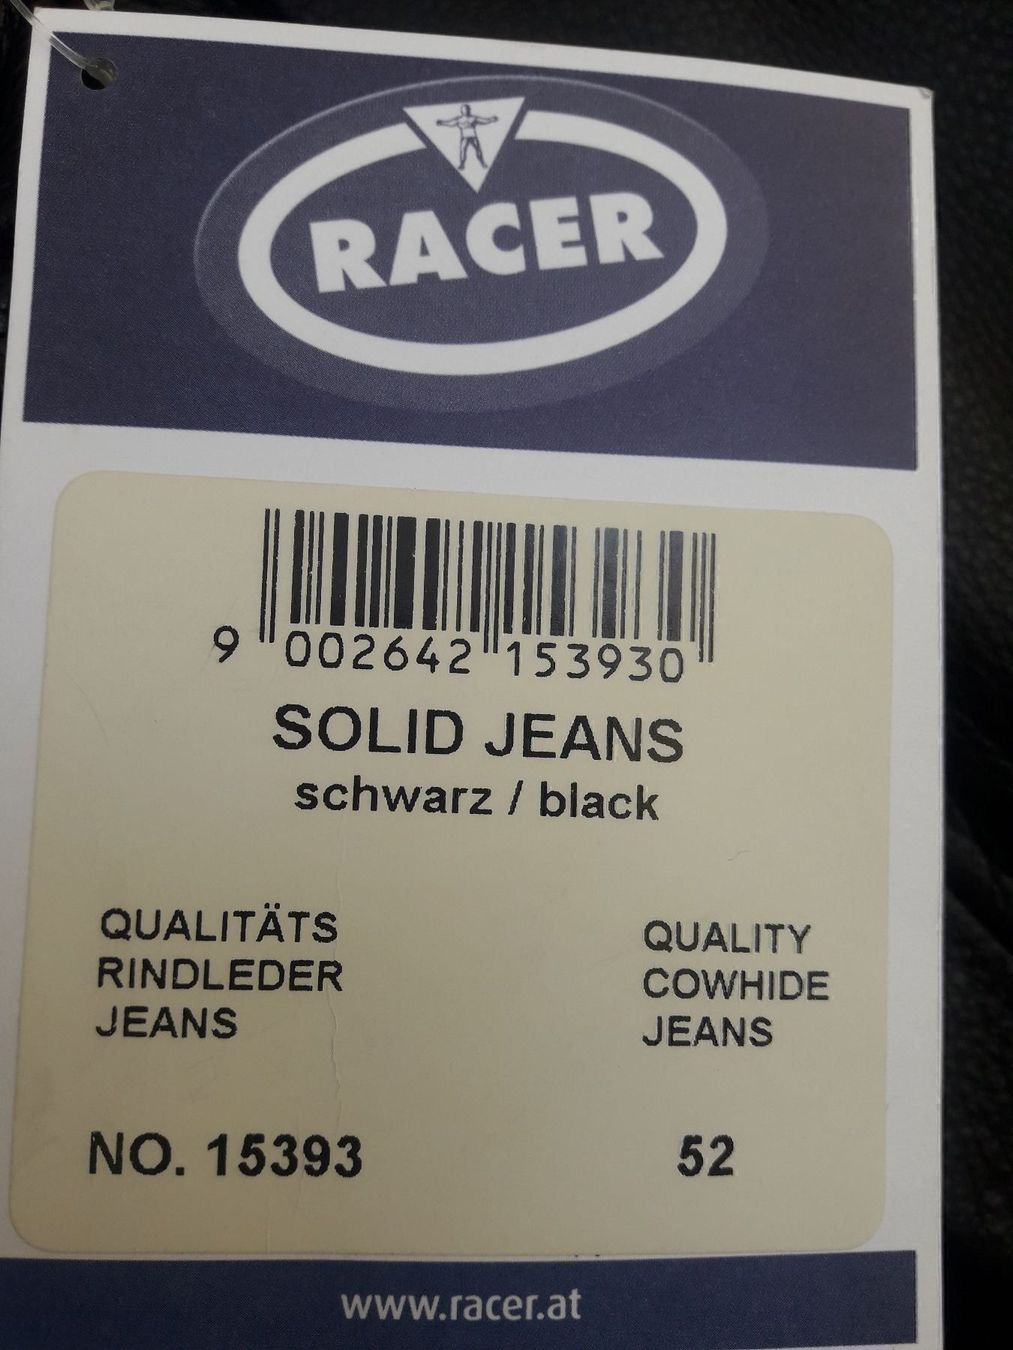 RACER
9 002642 153930
SOLID JEANS
schwarz / black
QUALITÄTS
RINDLEDER
JEANS
QUALITY
COWHIDE
JEANS
NO. 15393 52
www.racer.at